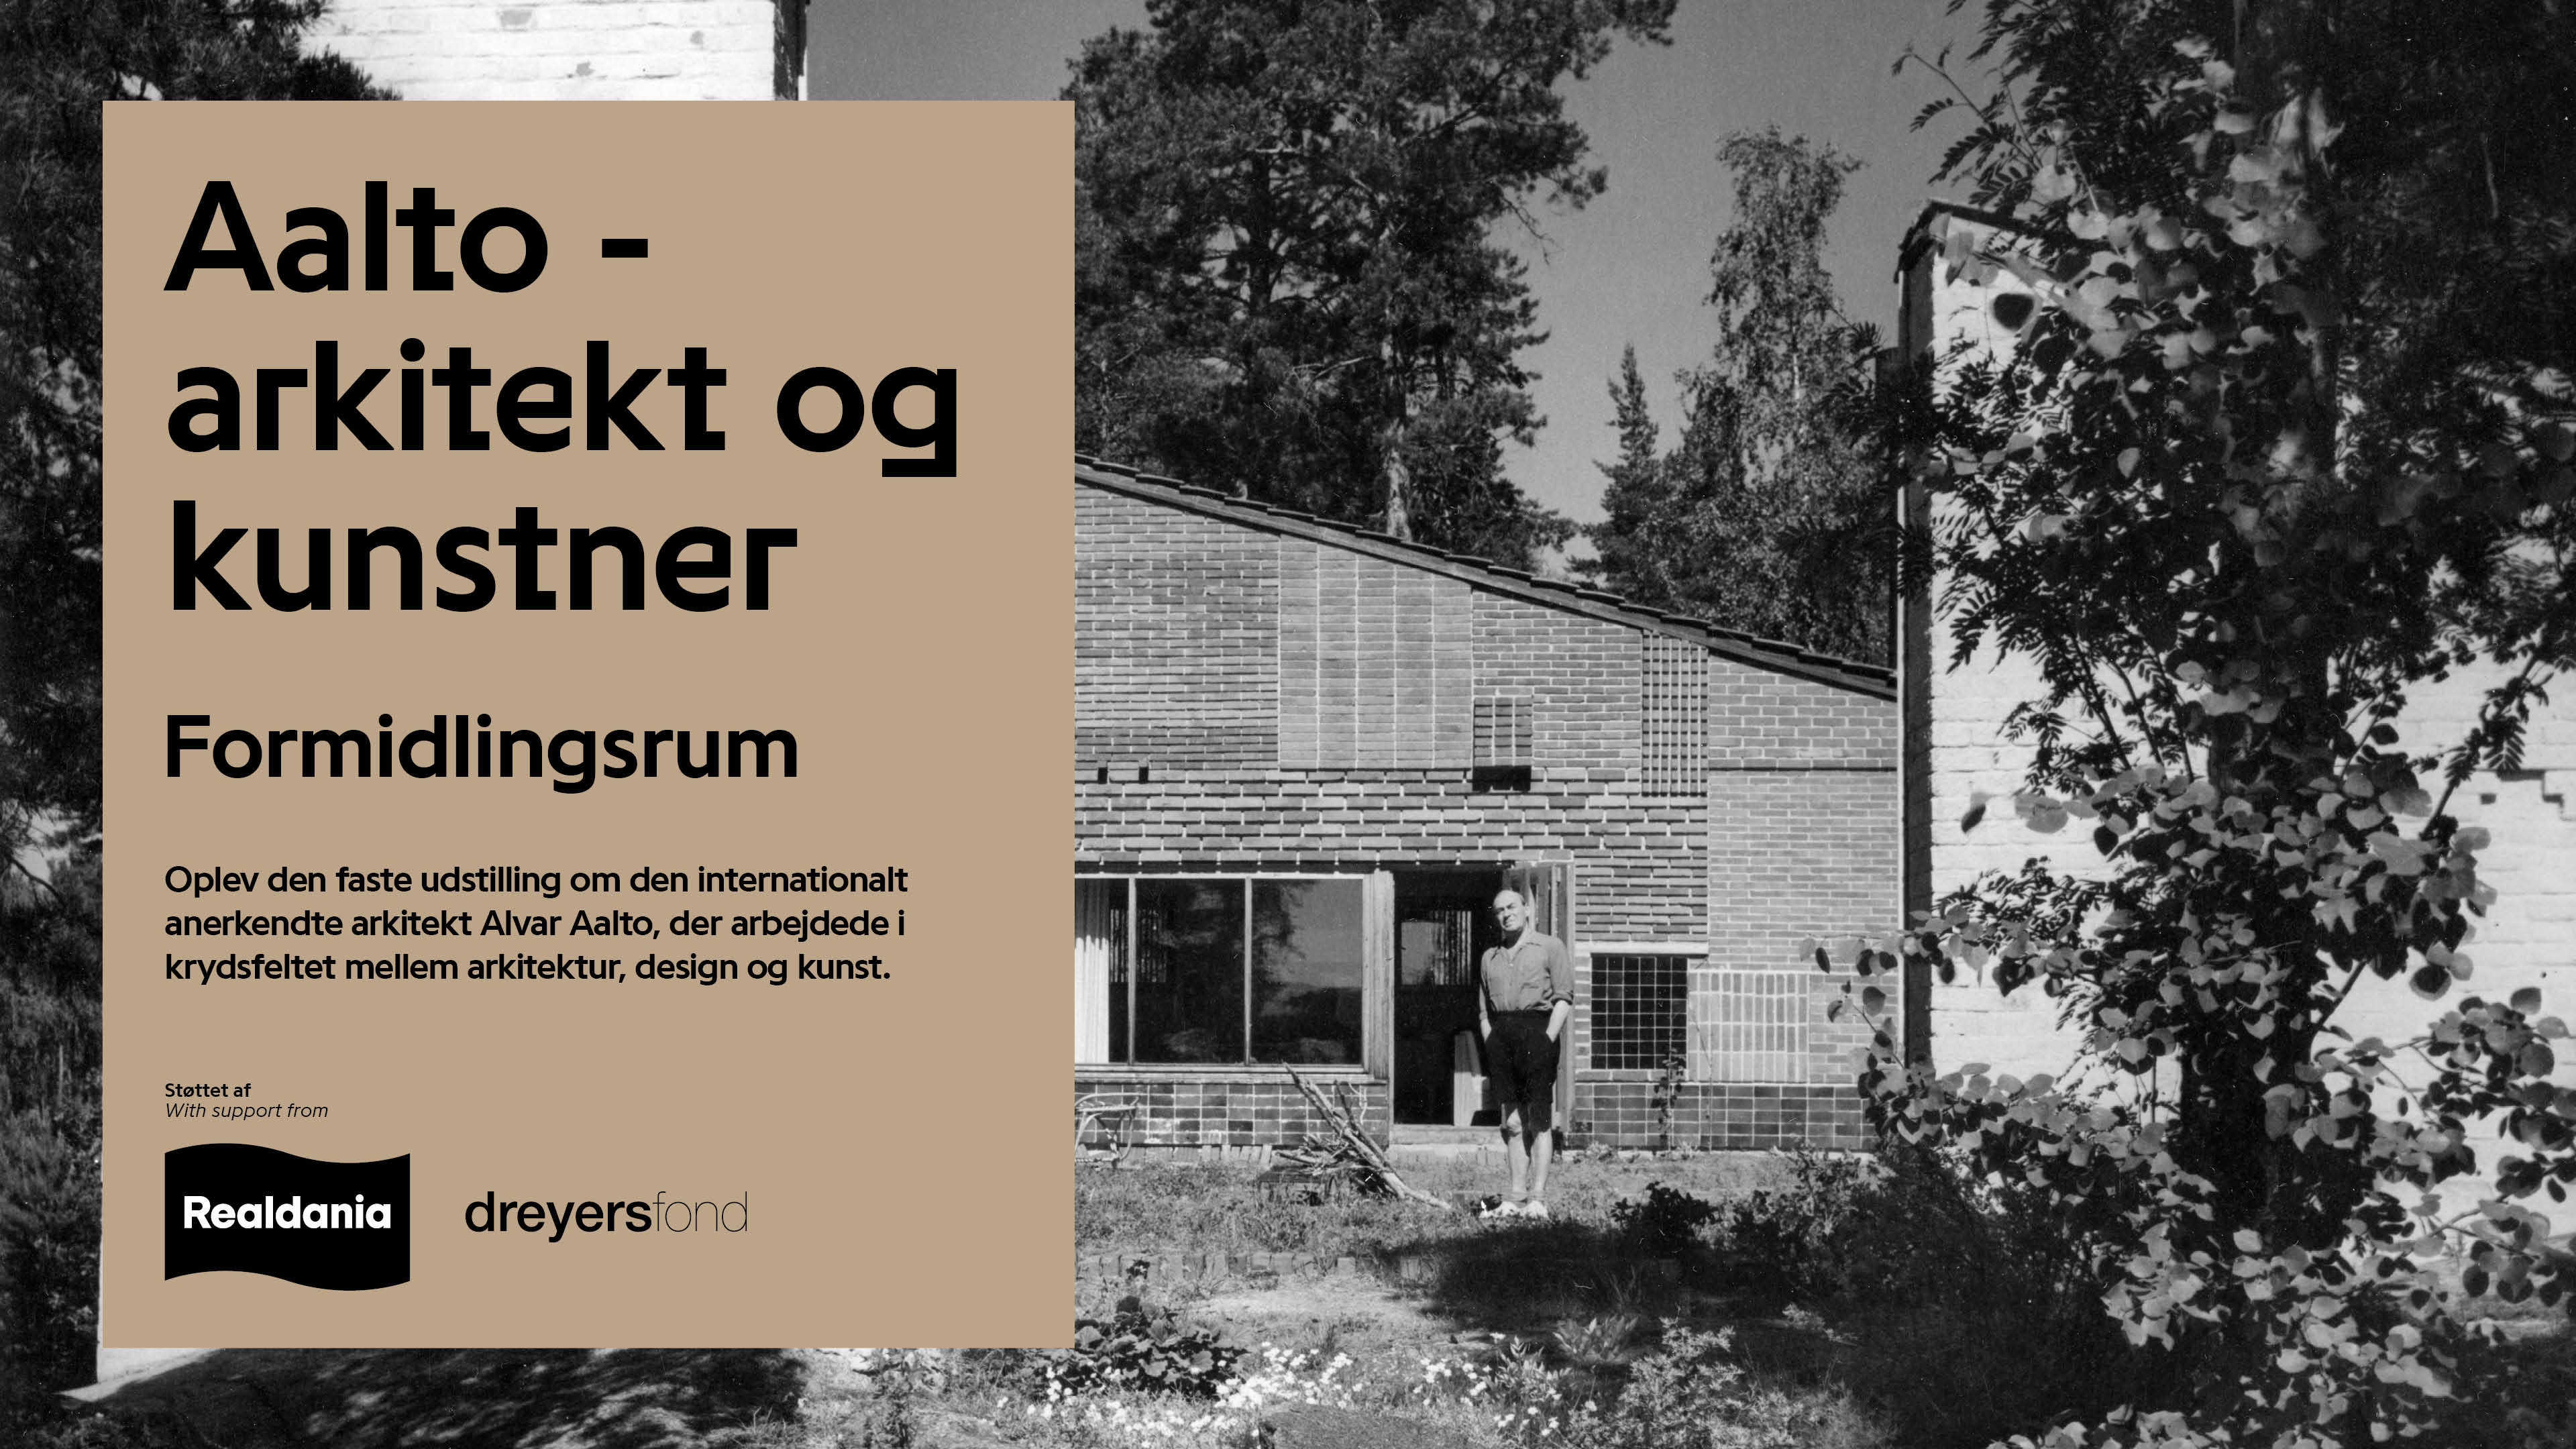 Aalto -
arkitekt og
kunstner
Formidlingsrum
Oplev den faste udstilling om den internationalt
anerkendte arkitekt Alvar Aalto, der arbejdede i
krydsfeltet mellem arkitektur, design og kunst.
Støttet af
With support from
Realdania
dreyersfond